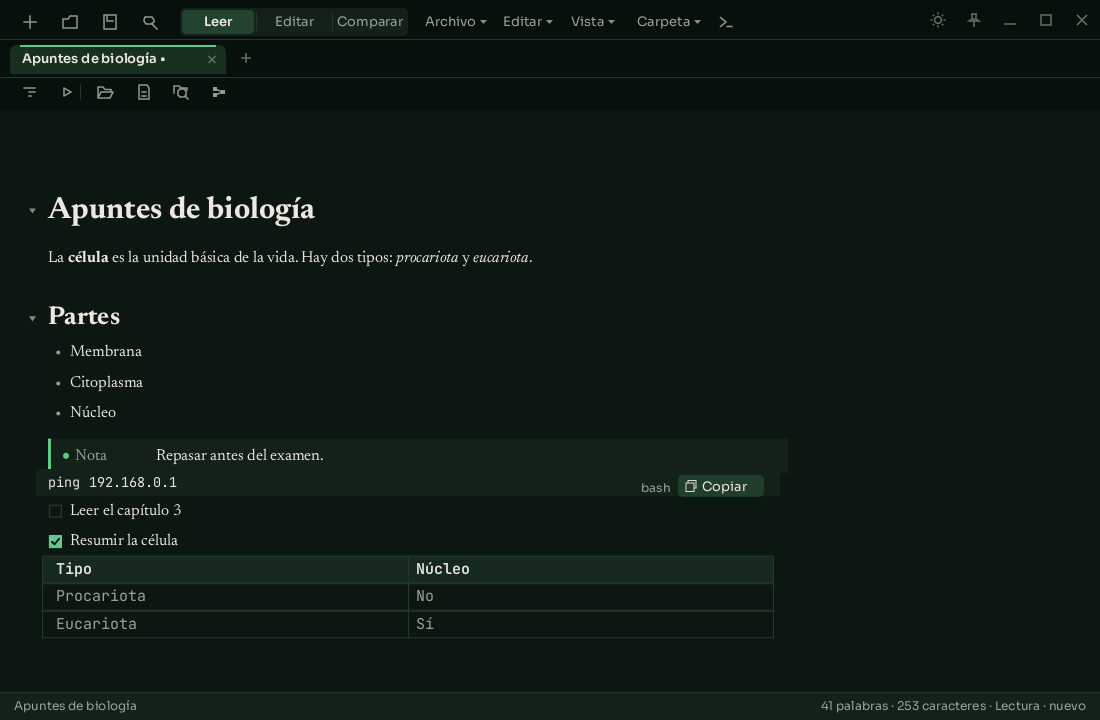 Leer Editar Comparar Archivo Editar Vista Carpeta
Apuntes de biología
Apuntes de biología
La célula es la unidad básica de la vida. Hay dos tipos: procariota y eucariota.
Partes
• Membrana
• Citoplasma
• Núcleo
Nota Repasar antes del examen.
ping 192.168.0.1 bash Copiar
Leer el capítulo 3
Resumir la célula
Tipo Núcleo
Procariota No
Eucariota Sí
Apuntes de biología 41 palabras · 253 caracteres · Lectura · nuevo